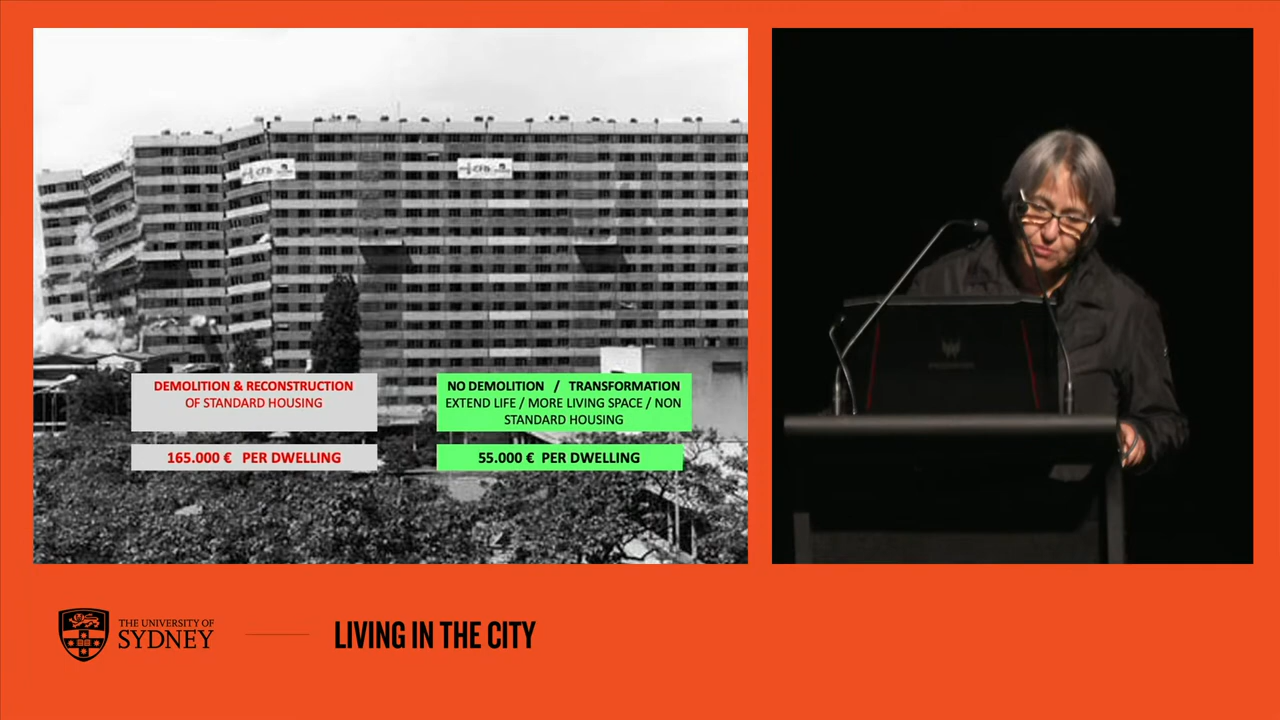 DEMOLITION & RECONSTRUCTION
OF STANDARD HOUSING
165.000 € PER DWELLING
NO DEMOLITION / TRANSFORMATION
EXTEND LIFE / MORE LIVING SPACE / NON
STANDARD HOUSING
55.000 € PER DWELLING
THE UNIVERSITY OF
SYDNEY
LIVING IN THE CITY